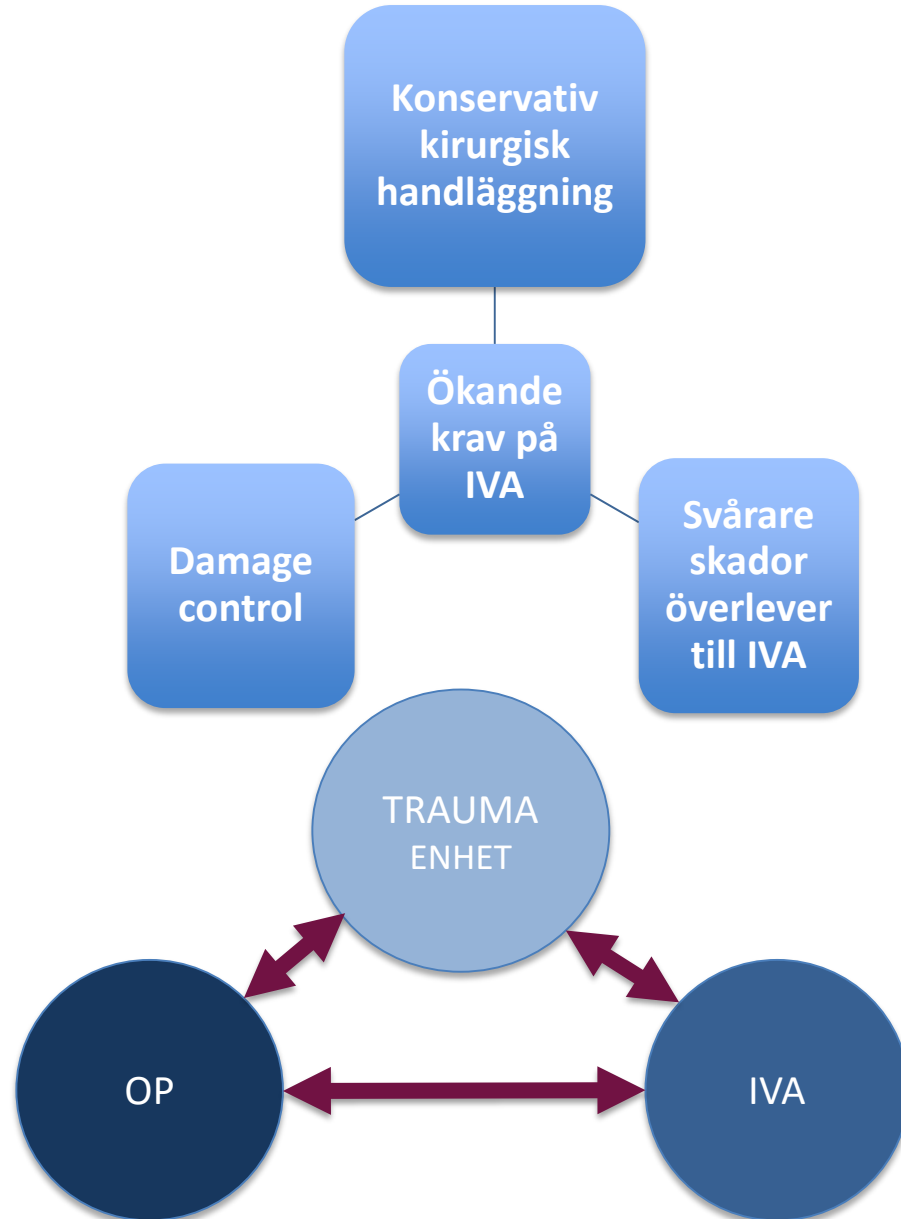 Konservativ
kirurgisk
handläggning
Ökande
krav på
IVA
Damage
control
Svårare
skador
överlever
till IVA
TRAUMA
ENHET
OP
IVA